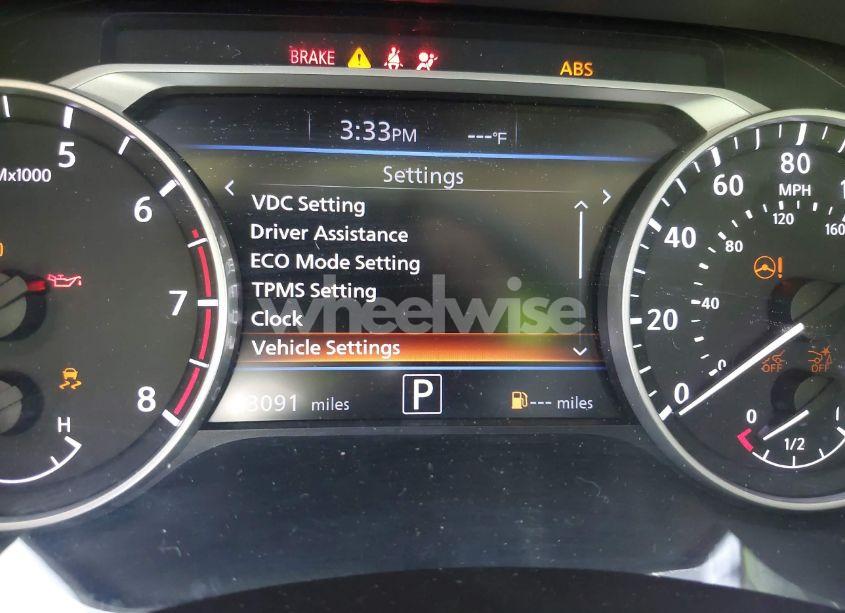 BRAKE
ABS
3:33PM ---°F
Settings
VDC Setting
Driver Assistance
ECO Mode Setting
TPMS Setting
Clock
Vehicle Settings
3091 miles
P
--- miles
x1000
5
6
7
8
H
0
20
40
60
80
MPH
0
40
80
120
160
OFF
OFF
0
1/2
wheelwise